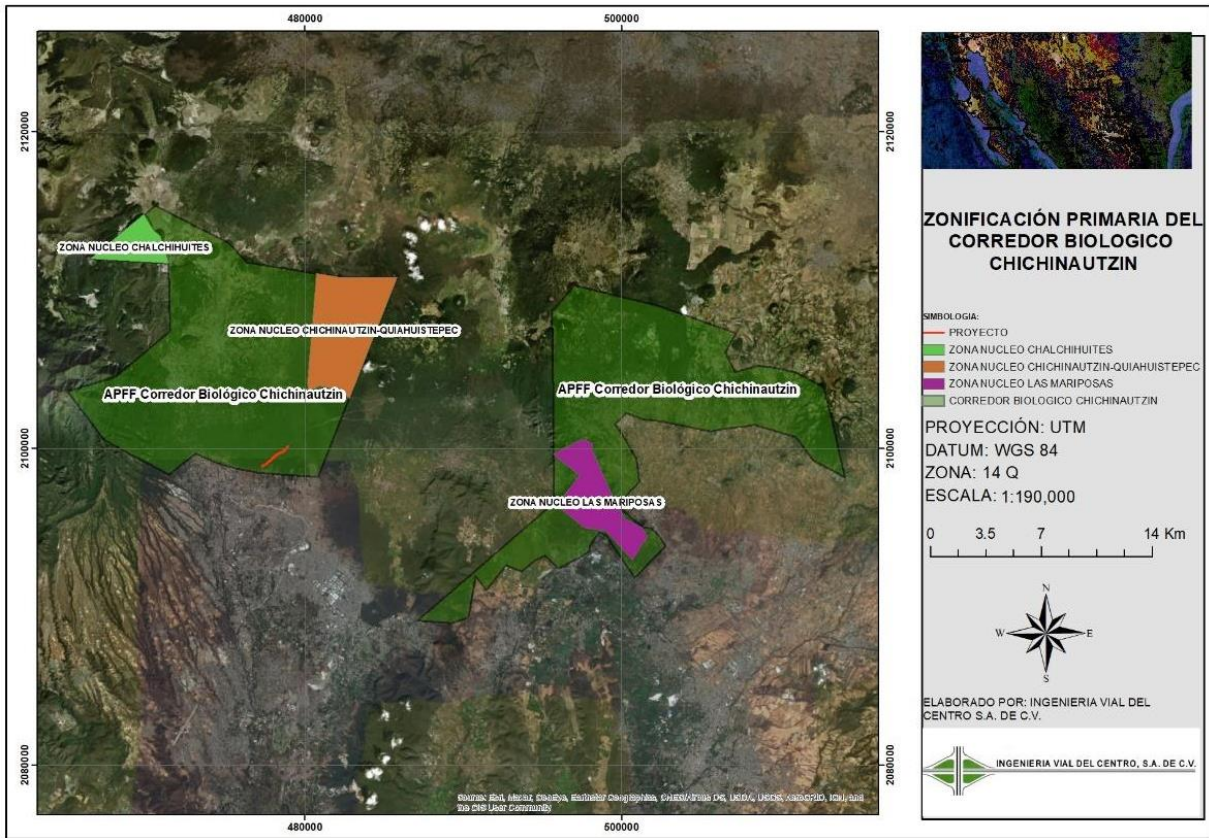 480000
500000
2120000
2120000
ZONA NUCLEO CHALCHIHUITES
ZONA NUCLEO CHICHINAUTZIN-QUIAHUISTEPEC
APFF Corredor Biológico Chichinautzin
APFF Corredor Biológico Chichinautzin
2100000
2100000
ZONA NUCLEO LAS MARIPOSAS
2080000
2080000
the GIS User Community
480000
500000
ZONIFICACIÓN PRIMARIA DEL
CORREDOR BIOLOGICO
CHICHINAUTZIN
SIMBOLOGIA:
PROYECTO
ZONA NUCLEO CHALCHIHUITES
ZONA NUCLEO CHICHINAUTZIN-QUIAHUISTEPEC
ZONA NUCLEO LAS MARIPOSAS
CORREDOR BIOLOGICO CHICHINAUTZIN
PROYECCIÓN: UTM
DATUM: WGS 84
ZONA: 14 Q
ESCALA: 1:190,000
0 3.5 7 14 Km
N
W E
S
ELABORADO POR: INGENIERIA VIAL DEL
CENTRO S.A. DE C.V.
INGENIERIA VIAL DEL CENTRO, S.A. DE C.V.